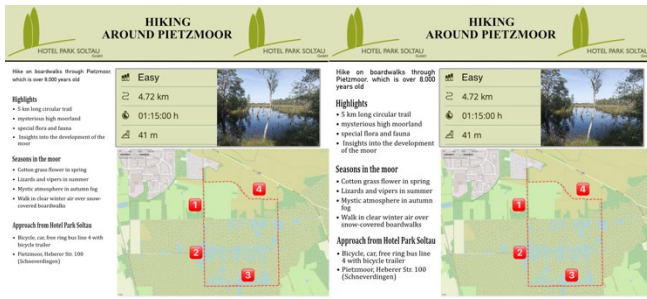 HIKING
AROUND PIETZMOOR
HOTEL PARK SOLTAU
GmbH
HOTEL PARK SOLTAU
GmbH
Hike on boardwalks through Pietzmoor,
which is over 8.000 years old
Highlights
• 5 km long circular trail
• mysterious high moorland
• special flora and fauna
• Insights into the development of the
moor
Seasons in the moor
• Cotton grass flower in spring
• Lizards and vipers in summer
• Mystic atmosphere in autumn fog
• Walk in clear winter air over snow-
covered boardwalks
Approach from Hotel Park Soltau
• Bicycle, car, free ring bus line 4 with
bicycle trailer
• Pietzmoor, Heberer Str. 100
(Schneverdingen)
Easy
4.72 km
01:15:00 h
41 m
1
2
3
4
HIKING
AROUND PIETZMOOR
HOTEL PARK SOLTAU
GmbH
HOTEL PARK SOLTAU
GmbH
Hike on boardwalks through
Pietzmoor, which is over 8.000
years old
Highlights
• 5 km long circular trail
• mysterious high moorland
• special flora and fauna
• Insights into the development
of the moor
Seasons in the moor
• Cotton grass flower in spring
• Lizards and vipers in summer
• Mystic atmosphere in autumn
fog
• Walk in clear winter air over
snow-covered boardwalks
Approach from Hotel Park Soltau
• Bicycle, car, free ring bus line
4 with bicycle trailer
• Pietzmoor, Heberer Str. 100
(Schneverdingen)
Easy
4.72 km
01:15:00 h
41 m
1
2
3
4